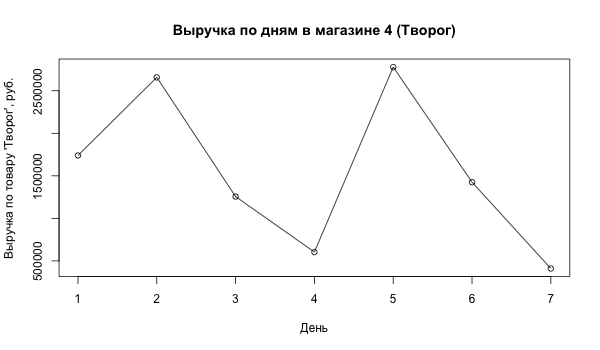 Выручка по дням в магазине 4 (Творог)
Выручка по товару 'Творог', руб.
2500000
1500000
500000
1 2 3 4 5 6 7
День